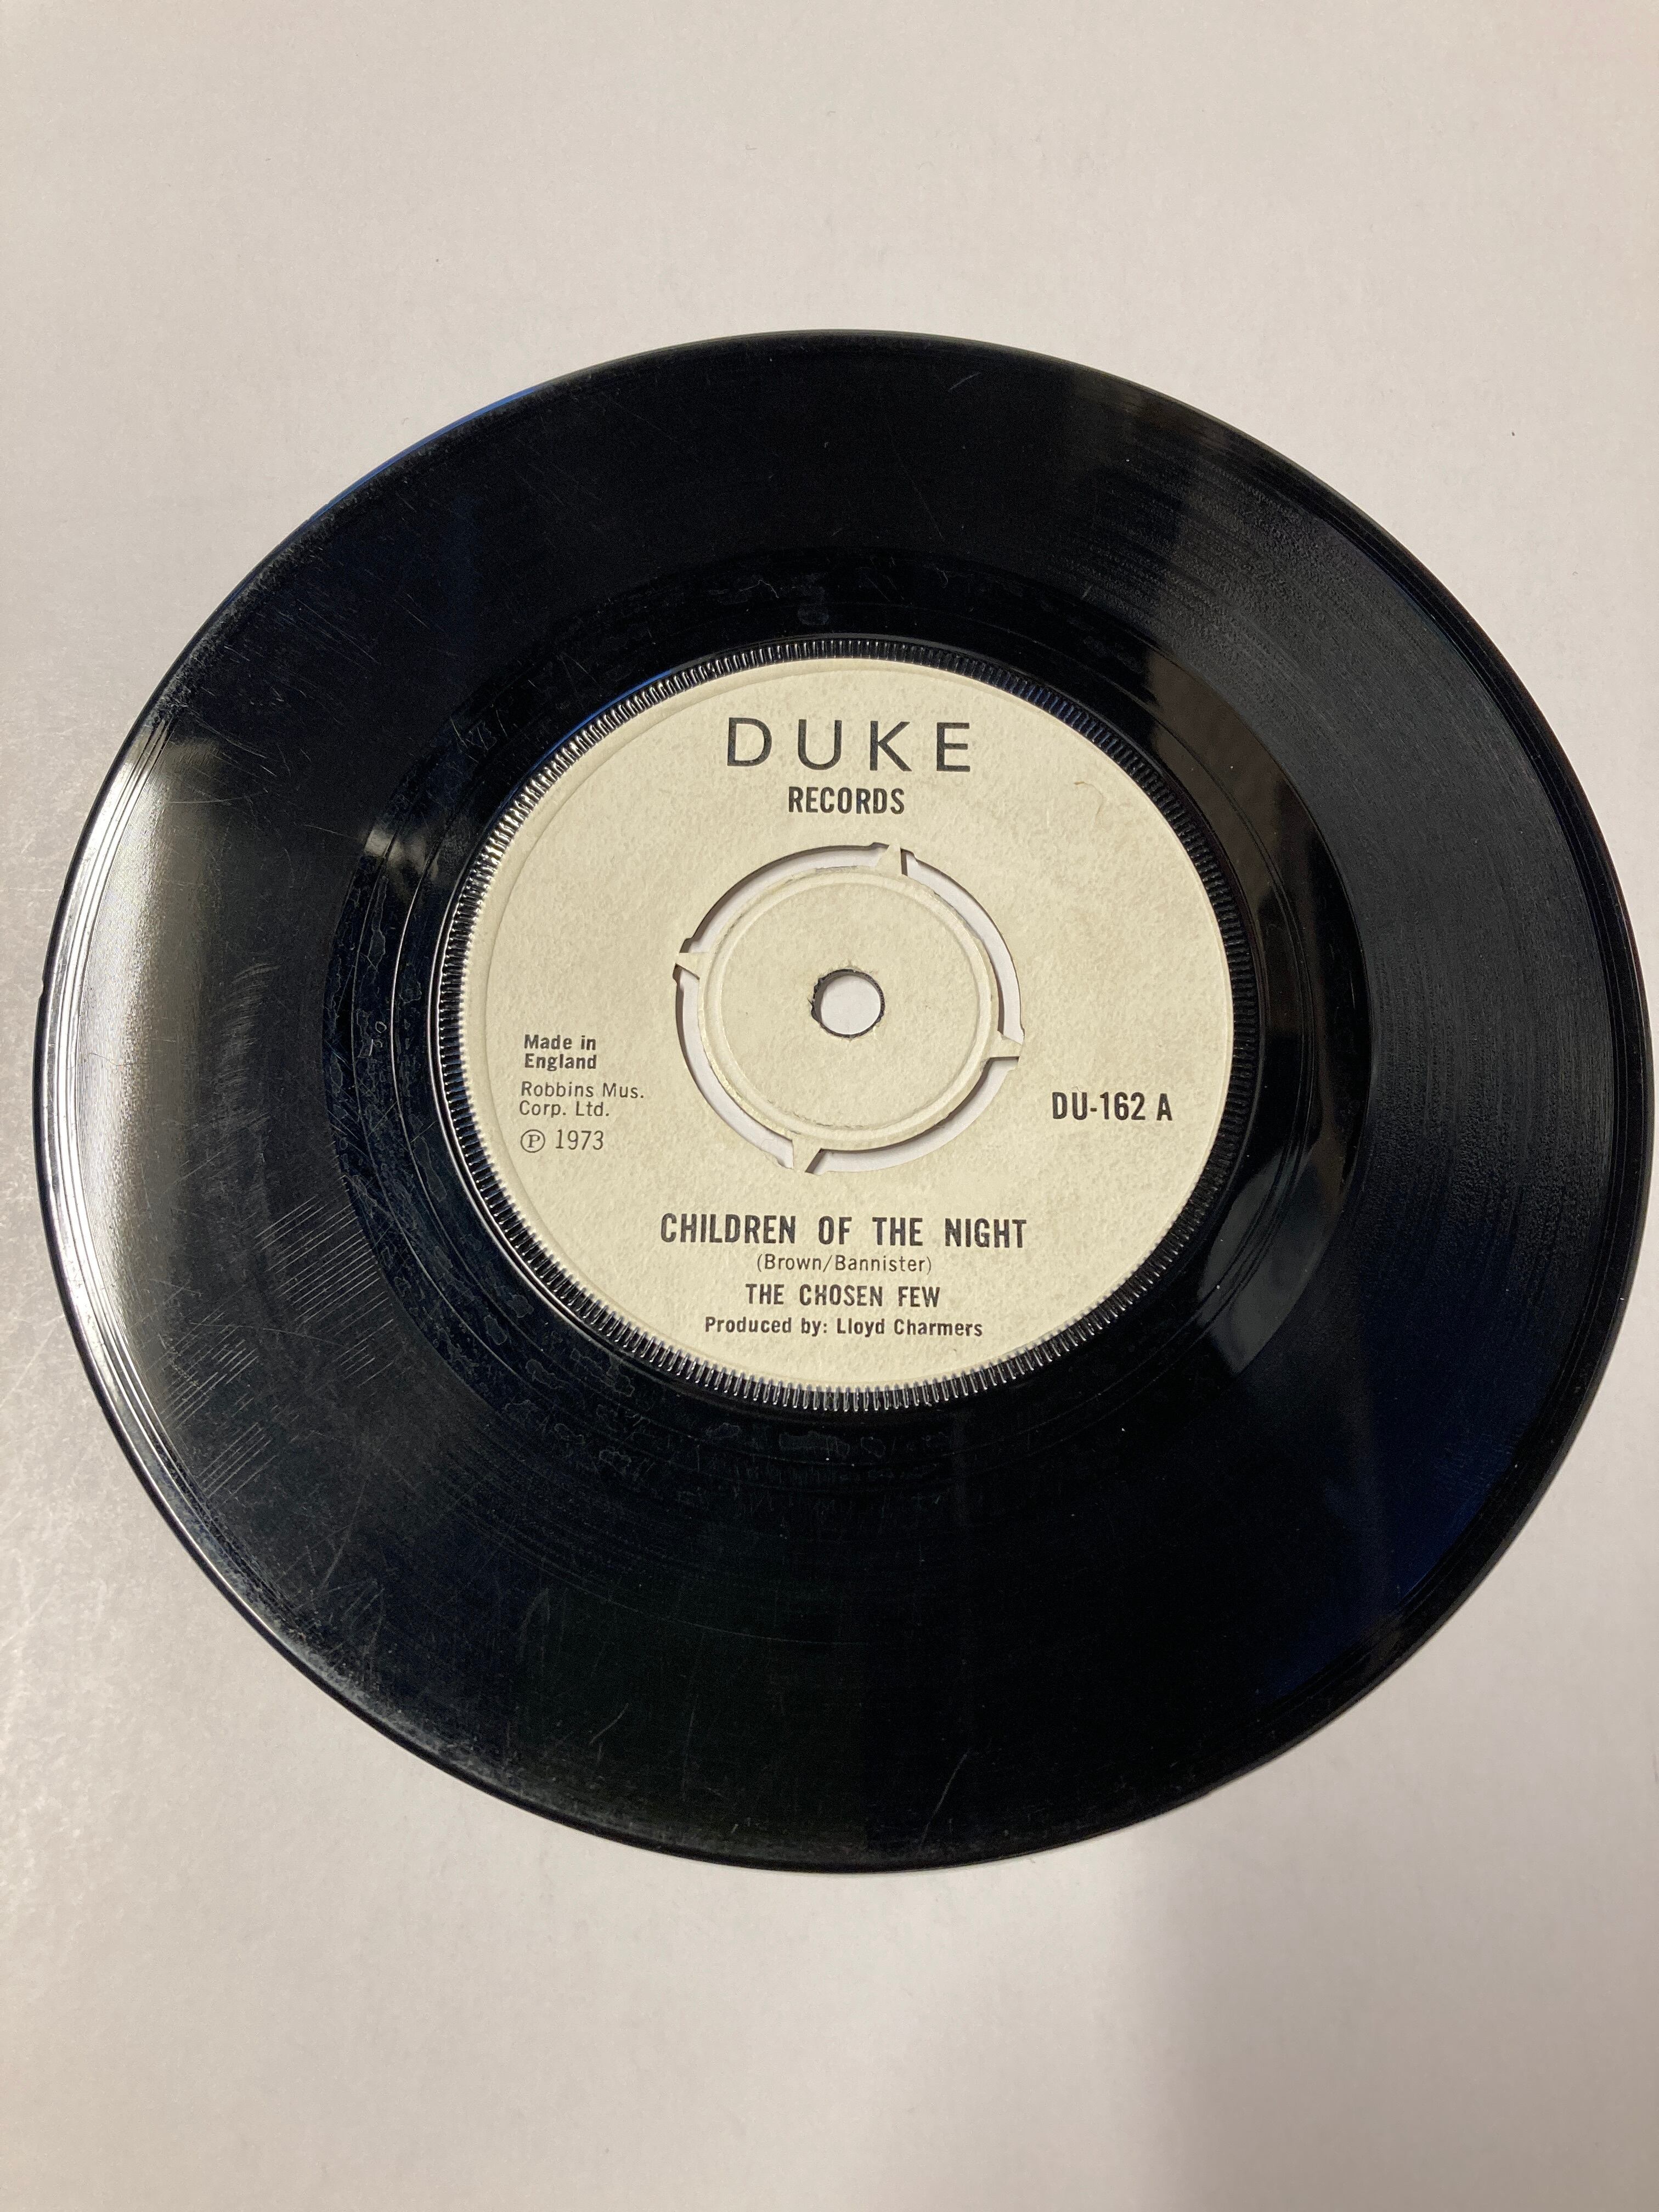 DUKE
RECORDS
Made in
England
Robbins Mus.
Corp. Ltd.
Ⓟ 1973
DU-162 A
CHILDREN OF THE NIGHT
(Brown/Bannister)
THE CHOSEN FEW
Produced by: Lloyd Charmers